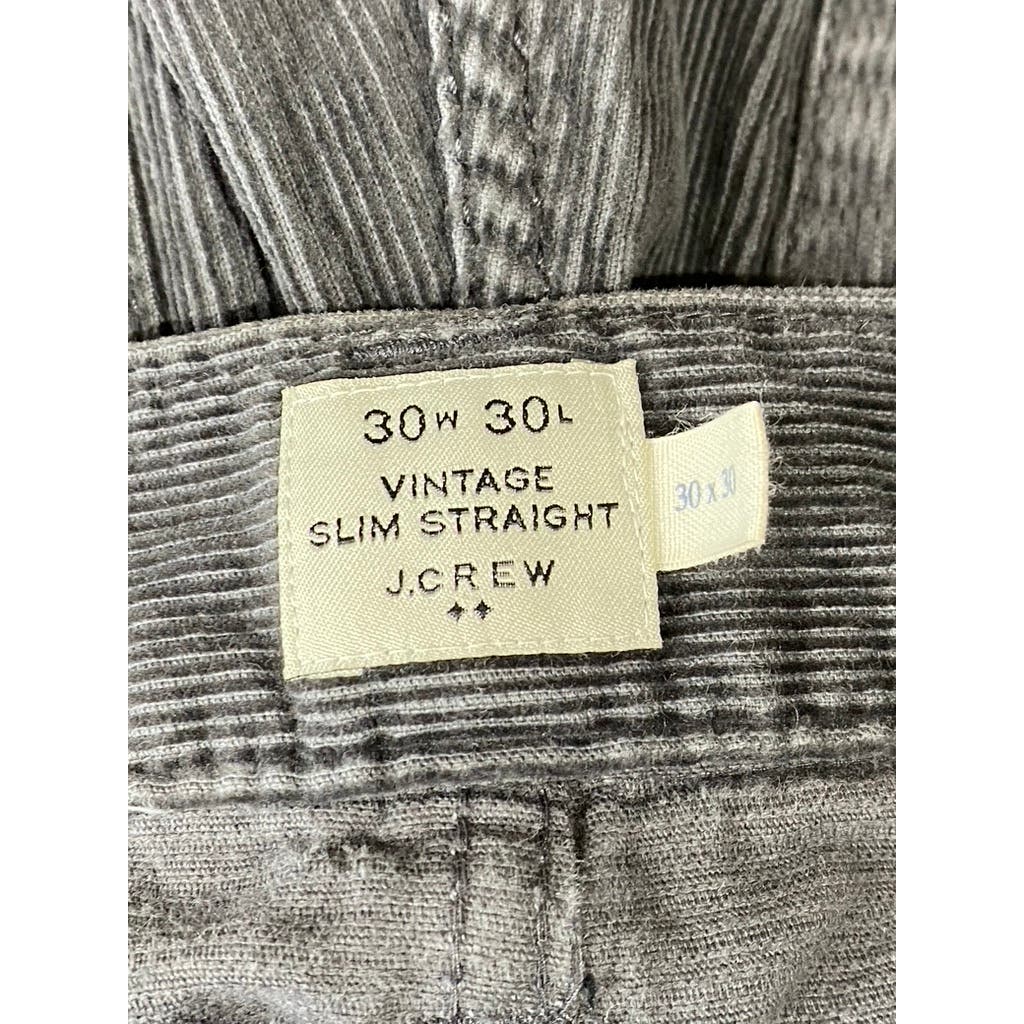 30W 30L
VINTAGE
SLIM STRAIGHT
J.CREW
30 x 30